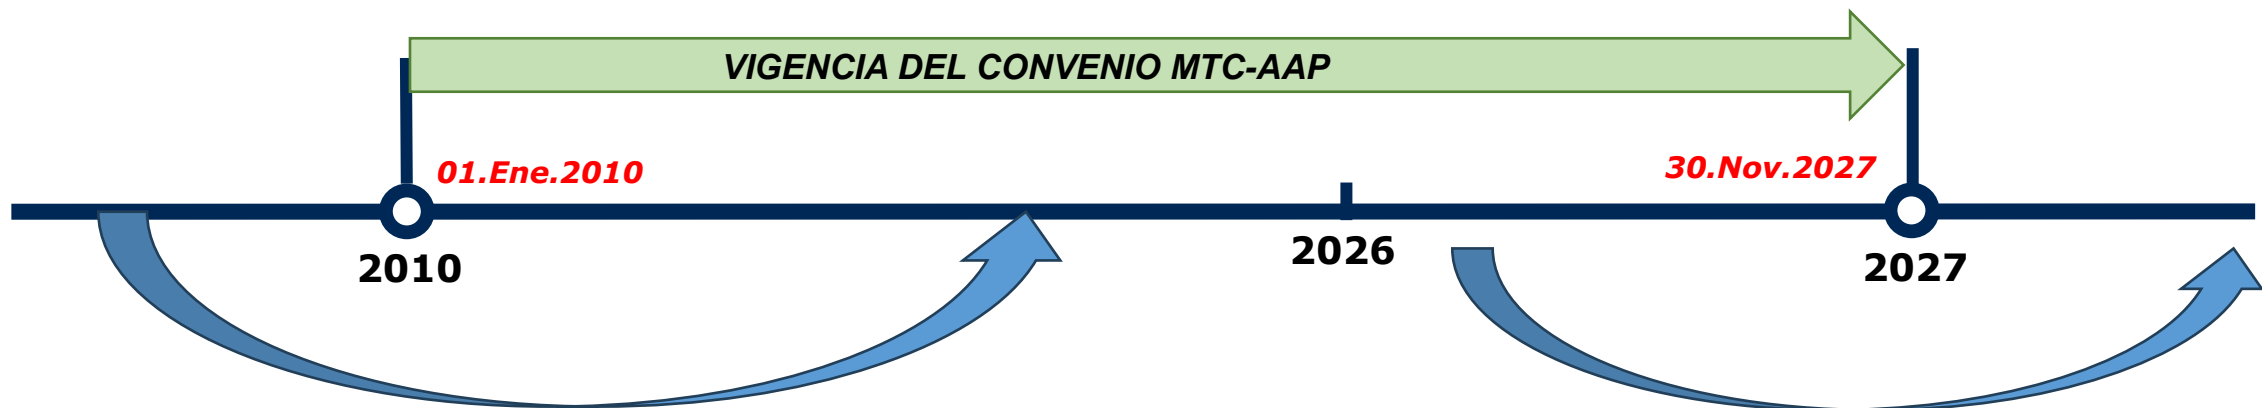 VIGENCIA DEL CONVENIO MTC-AAP
01.Ene.2010
30.Nov.2027
2010
2026
2027